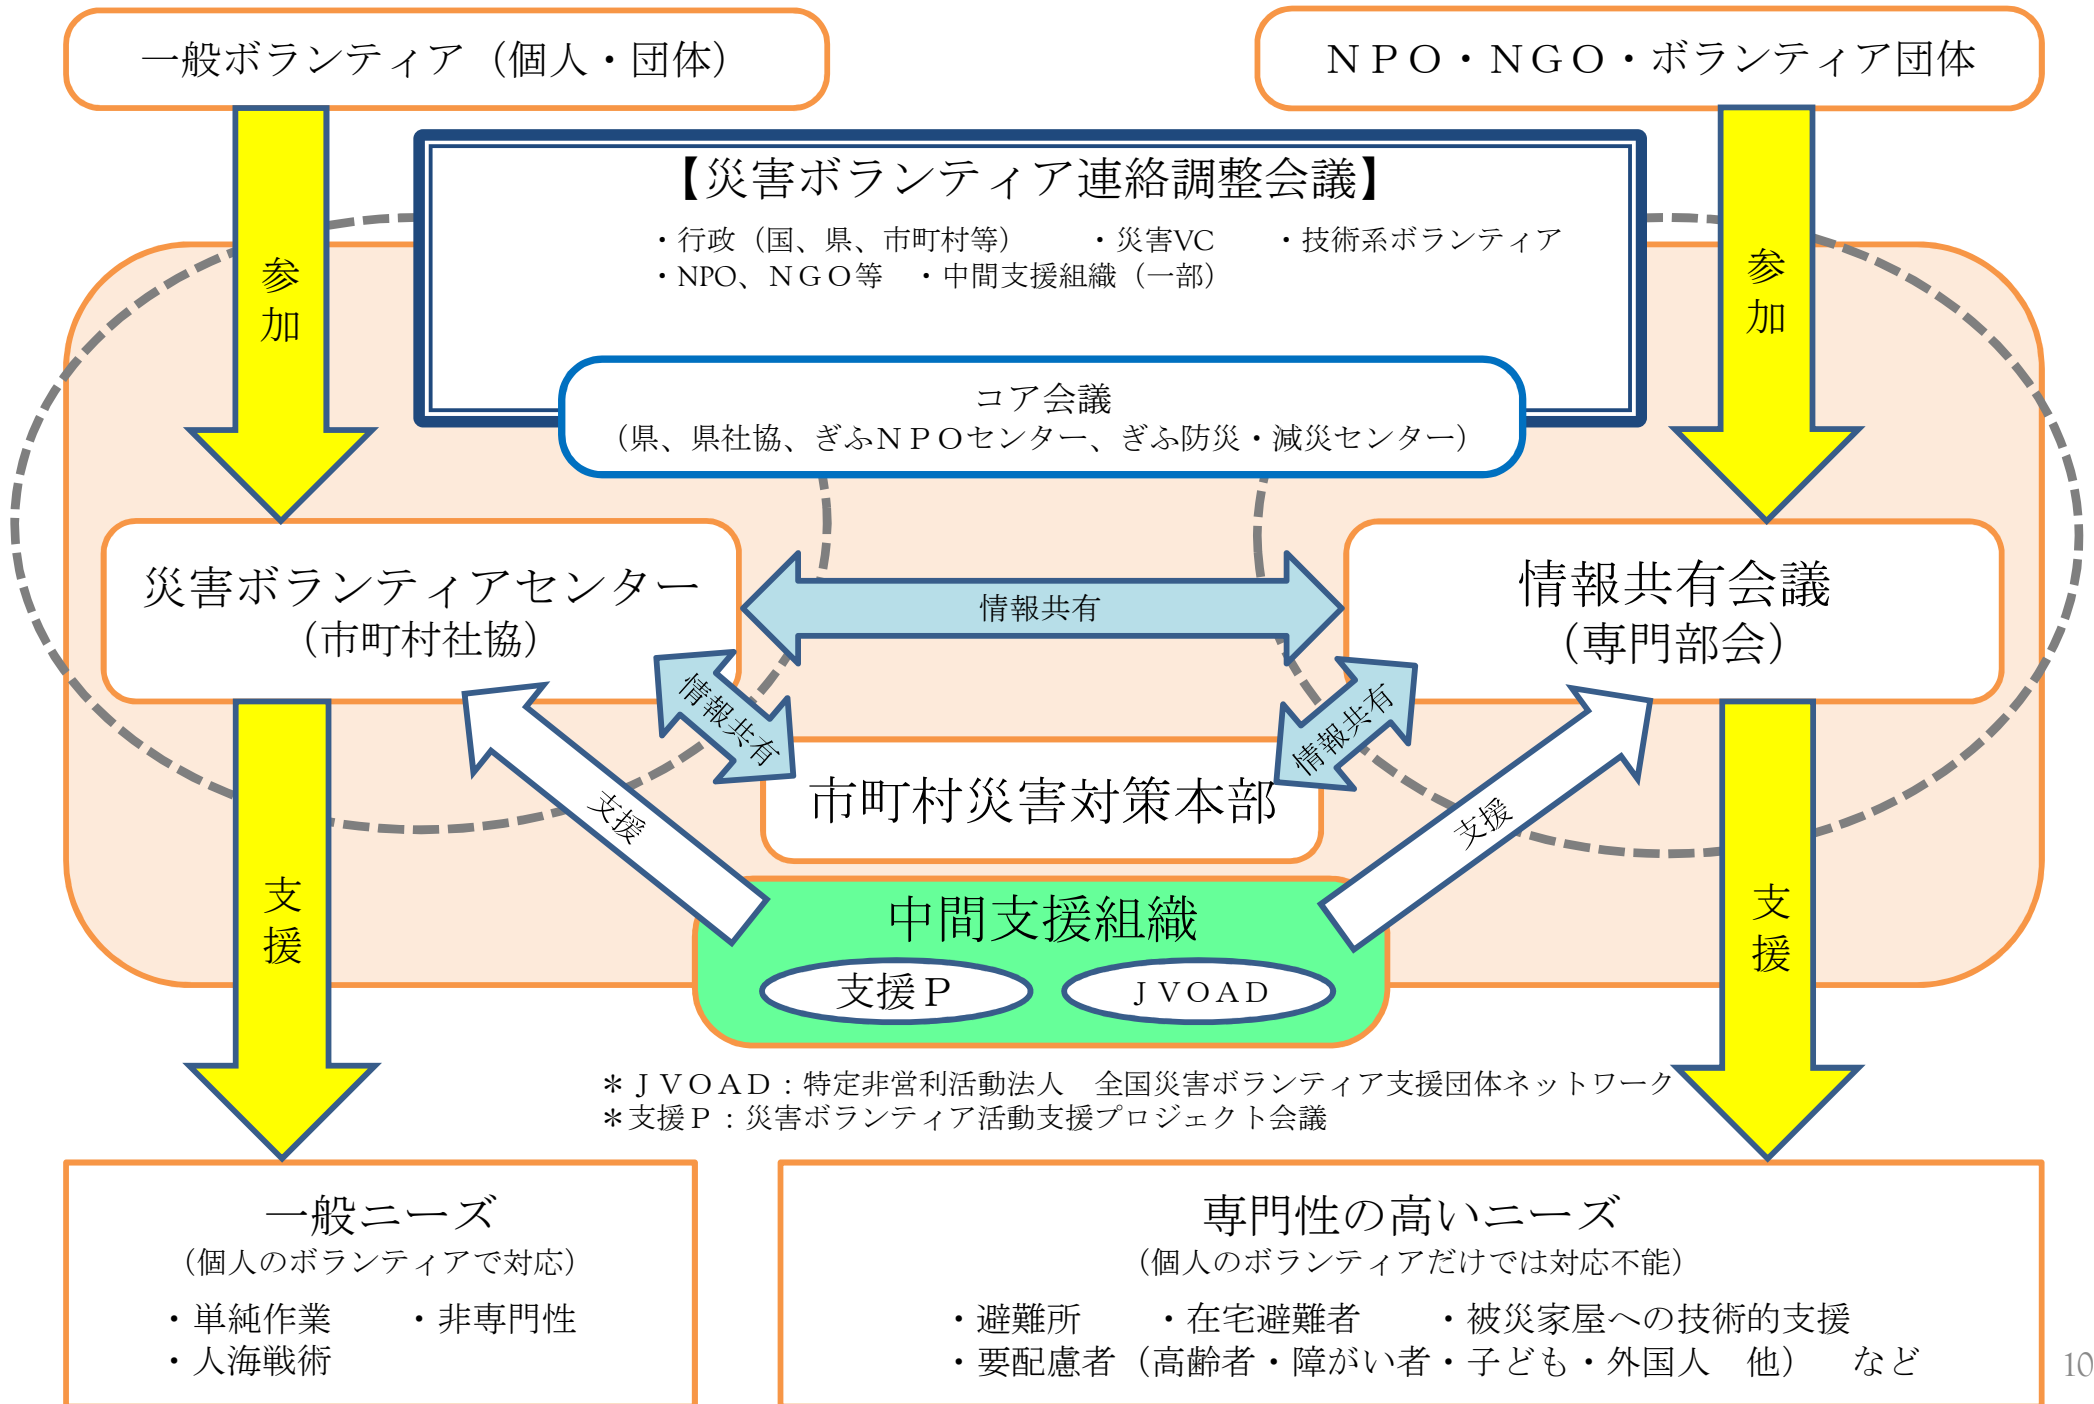 一般ボランティア（個人・団体）
ＮＰＯ・ＮＧＯ・ボランティア団体
【災害ボランティア連絡調整会議】
・行政（国、県、市町村等）　　・災害VC　　・技術系ボランティア
・NPO、ＮＧＯ等　・中間支援組織（一部）
参加
参加
コア会議
（県、県社協、ぎふＮＰＯセンター、ぎふ防災・減災センター）
災害ボランティアセンター
（市町村社協）
情報共有
情報共有会議
（専門部会）
情報共有
情報共有
市町村災害対策本部
支援
支援
支援
支援
中間支援組織
支援Ｐ
ＪＶＯＡＤ
＊ＪＶＯＡＤ：特定非営利活動法人　全国災害ボランティア支援団体ネットワーク
＊支援Ｐ：災害ボランティア活動支援プロジェクト会議
一般ニーズ
（個人のボランティアで対応）
・単純作業　　・非専門性
・人海戦術
専門性の高いニーズ
（個人のボランティアだけでは対応不能）
・避難所　　・在宅避難者　　・被災家屋への技術的支援
・要配慮者（高齢者・障がい者・子ども・外国人　他）　など
10